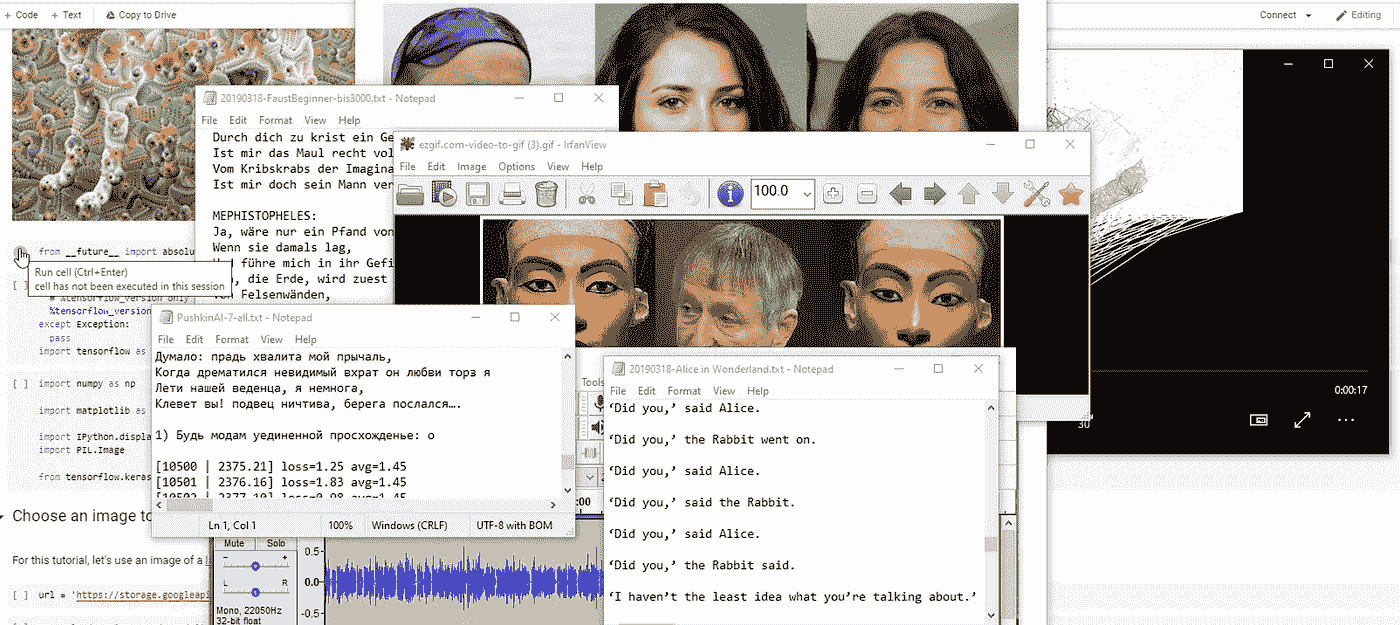 + Code + Text Copy to Drive
Connect Editing
20190318-FaustBeginner-bis3000.txt - Notepad
File Edit Format View Help
Durch dich zu krist ein Ge
Ist mir das Maul recht vol
Vom Kribskrabs der Imagina
Ist mir doch sein Mann ver
MEPHISTOPHELES:
Ja, wäre nur ein Pfand von
Wenn sie damals lag,
führe mich in ihr Gefi
die Erde, wird zuest
Felsenwänden,
ezgif.com-video-to-gif (3).gif - IrfanView
File Edit Image Options View Help
100.0
from __future__ import absolu
Run cell (Ctrl+Enter)
cell has not been executed in this session
[ ]
# %tensorflow_version only
%tensorflow_version
except Exception:
pass
import tensorflow as
[ ] import numpy as np
import matplotlib as
import IPython.displa
import PIL.Image
from tensorflow.keras
Choose an image to
For this tutorial, let's use an image of a
[ ] url = 'https://storage.googleapi
PushkinAI-7-all.txt - Notepad
File Edit Format View Help
Думало: прадь хвалита мой прычаль,
Когда дрематился невидимый вхрат он любви торз я
Лети нашей веденца, я немнога,
Клевет вы! подвец ничтива, берега послался….
1) Будь модам уединенной просхожденье: о
[10500 | 2375.21] loss=1.25 avg=1.45
[10501 | 2376.16] loss=1.83 avg=1.45
[10502 | 2377.10] loss=0.98 avg=1.45
Ln 1, Col 1 100% Windows (CRLF) UTF-8 with BOM
Tools
:00
Mute Solo
- +
L R
Mono, 22050Hz
32-bit float
0.5
0.0
-0.5
20190318-Alice in Wonderland.txt - Notepad
File Edit Format View Help
‘Did you,’ said Alice.
‘Did you,’ the Rabbit went on.
‘Did you,’ said Alice.
‘Did you,’ said the Rabbit.
‘Did you,’ said Alice.
‘Did you,’ the Rabbit said.
‘I haven’t the least idea what you’re talking about.’
0:00:17
30